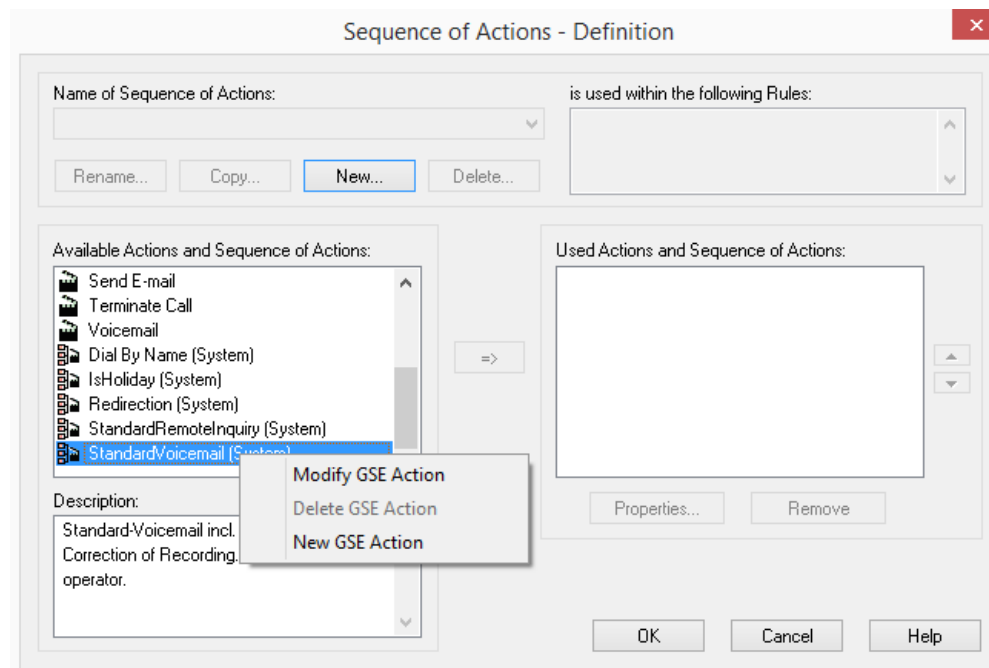 Sequence of Actions - Definition
Name of Sequence of Actions:
is used within the following Rules:
Rename...
Copy...
New...
Delete...
Available Actions and Sequence of Actions:
Used Actions and Sequence of Actions:
Send E-mail
Terminate Call
Voicemail
Dial By Name (System)
=>
IsHoliday (System)
Redirection (System)
StandardRemoteInquiry (System)
StandardVoicemail (System)
Modify GSE Action
Delete GSE Action
New GSE Action
Description:
Standard-Voicemail incl.
Correction of Recording.
operator.
Properties...
Remove
OK
Cancel
Help